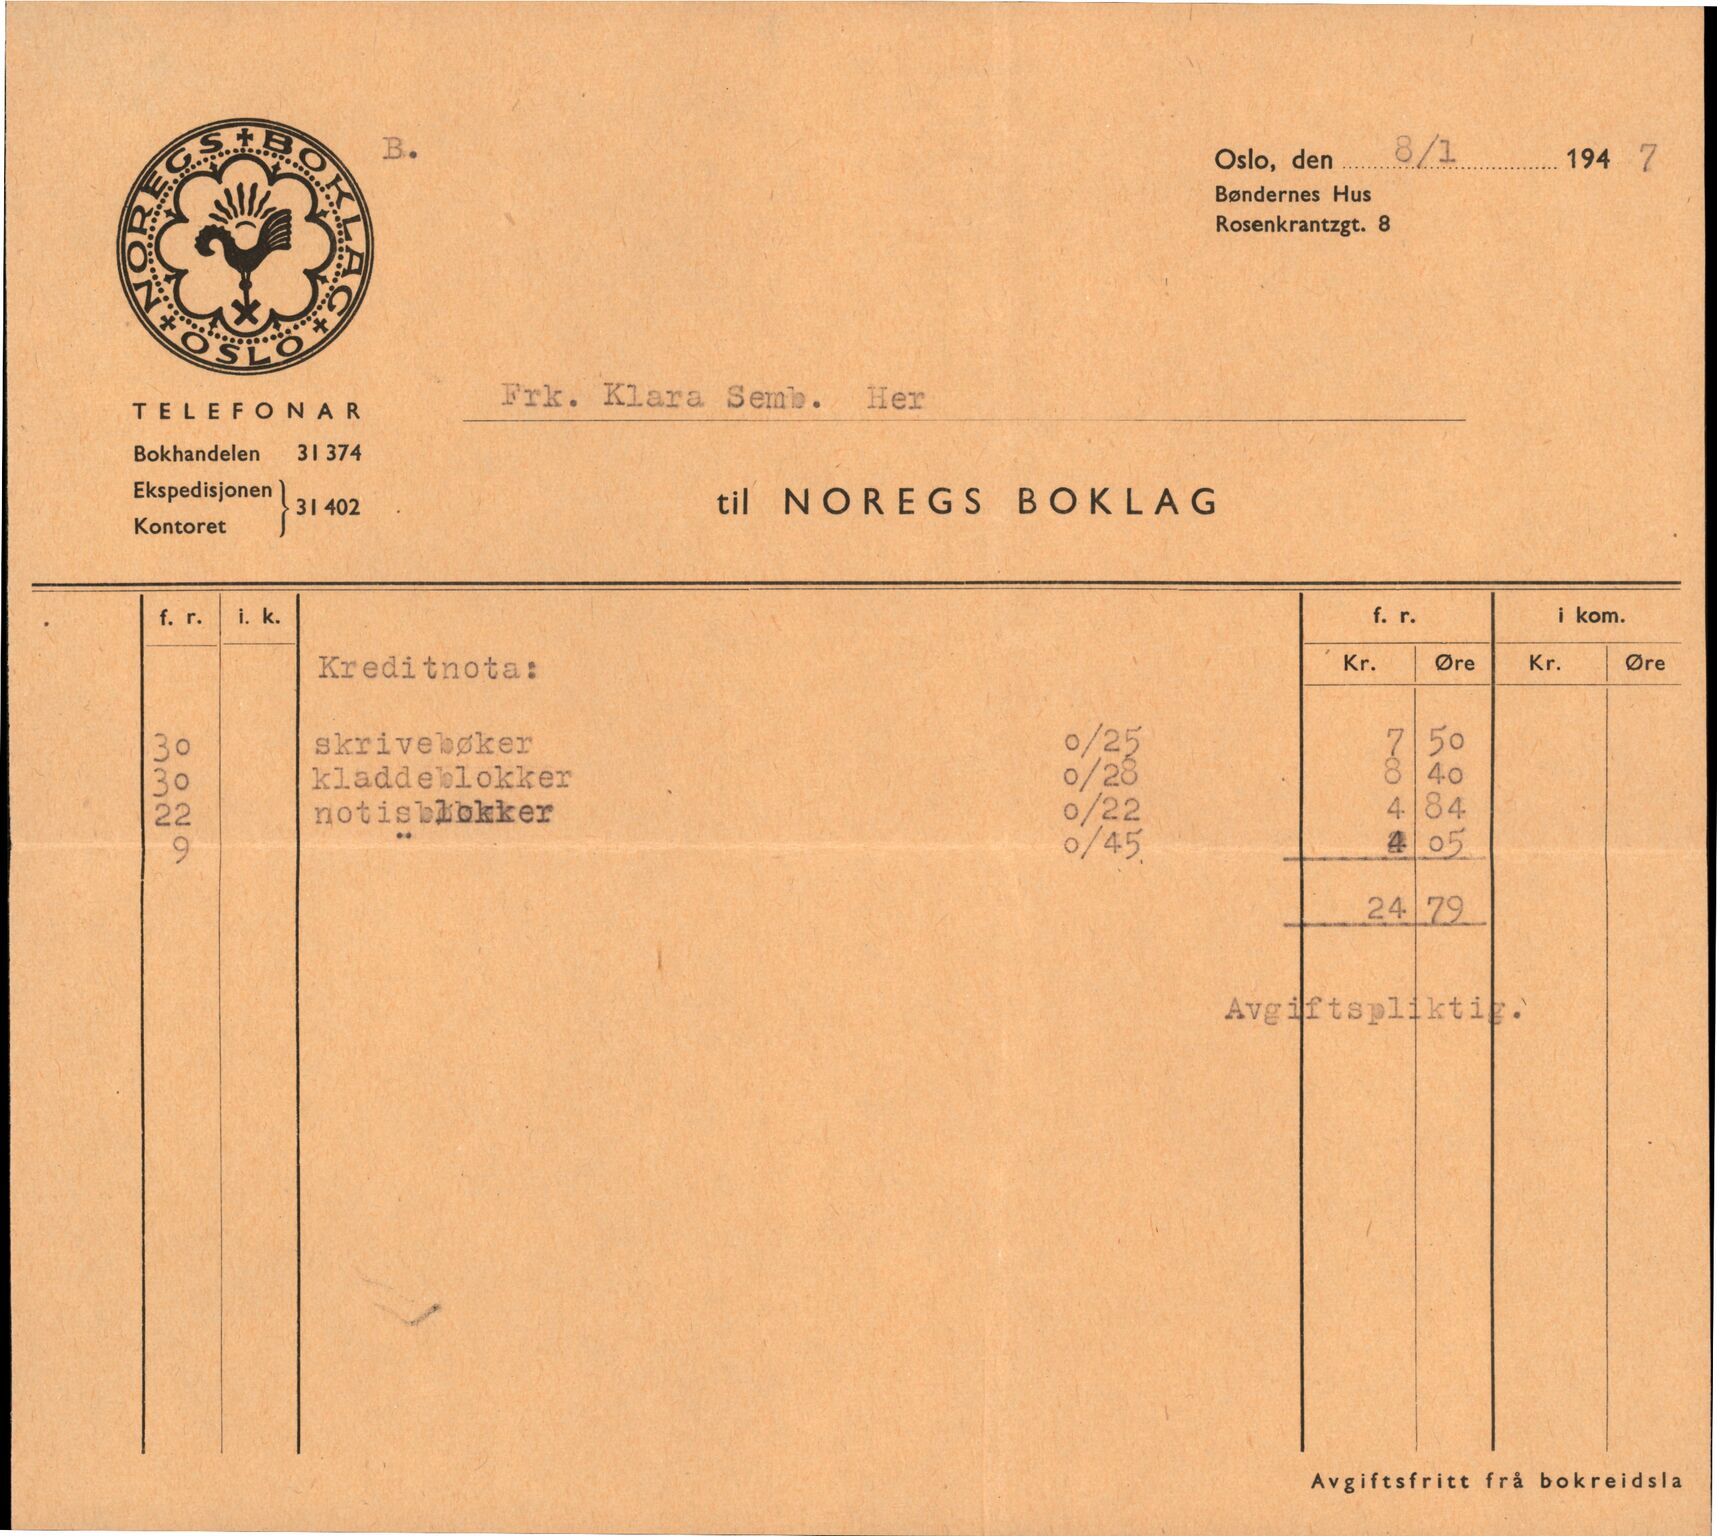 NOREGS BOKLAG OSLO
B.
Oslo, den 8/1 1947
Bøndernes Hus
Rosenkrantzgt. 8
Frk. Klara Semb. Her
TELEFONAR
Bokhandelen 31 374
Ekspedisjonen } 31 402
Kontoret
til NOREGS BOKLAG
f. r. i. k. f. r. i kom.
Kr. Øre Kr. Øre
Kreditnota:
30 skrivebøker 0/25 7 50
30 kladdeblokker 0/28 8 40
22 notisblokker 0/22 4 84
9 " 0/45 4 05
24 79
Avgiftspliktig.
Avgiftsfritt frå bokreidsla